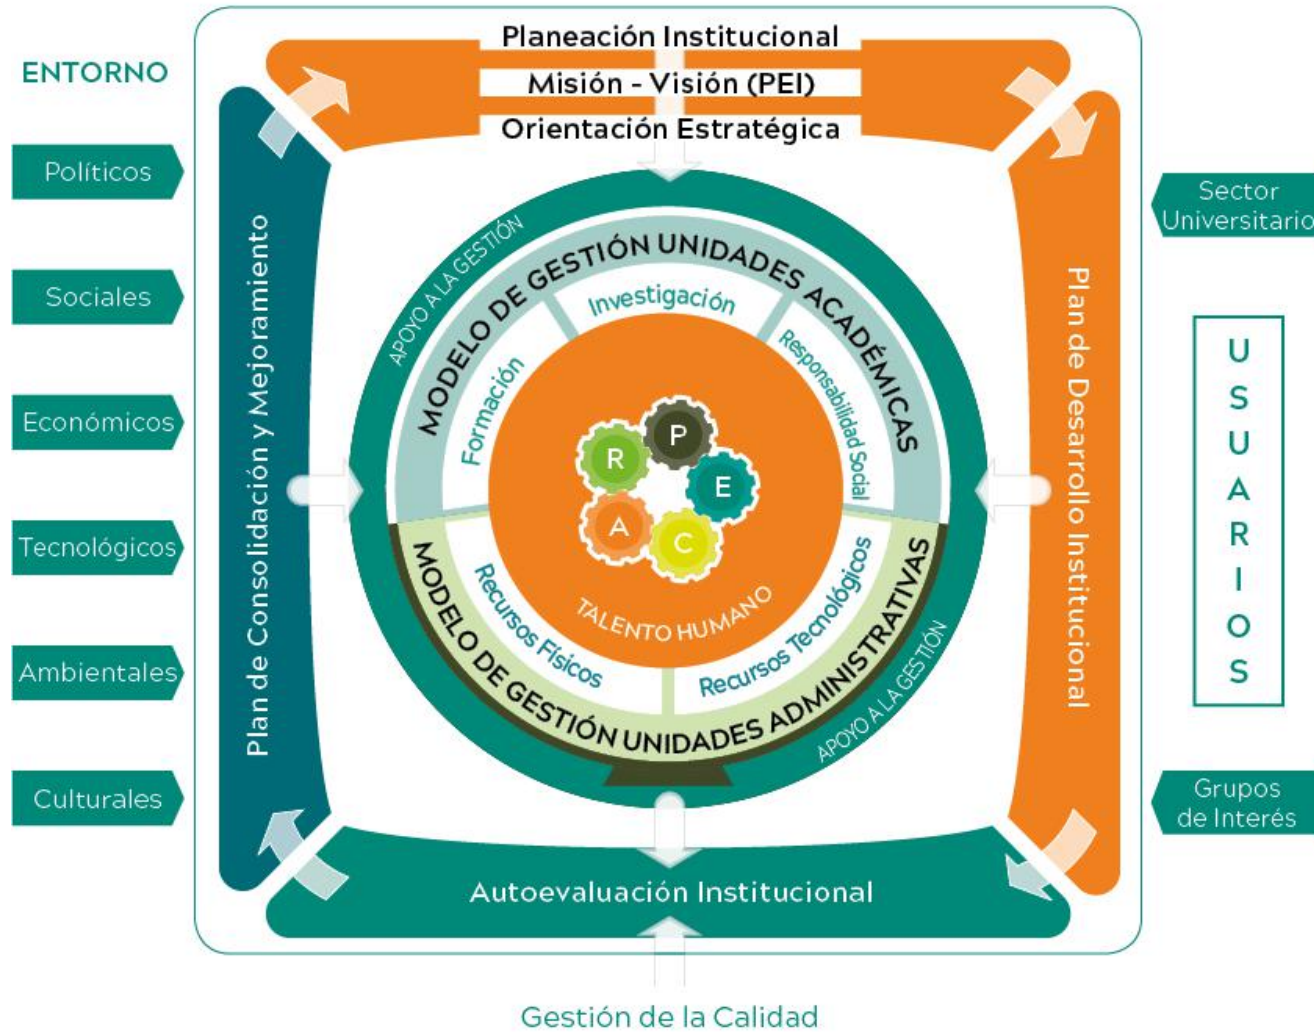 Planeación Institucional
Misión - Visión (PEI)
Orientación Estratégica
ENTORNO
Políticos
Sociales
Económicos
Tecnológicos
Ambientales
Culturales
Plan de Consolidación y Mejoramiento
APOYO A LA GESTIÓN
MODELO DE GESTIÓN UNIDADES ACADÉMICAS
Formación
Investigación
Responsabilidad Social
P
R
E
A
C
TALENTO HUMANO
Recursos Físicos
Recursos Tecnológicos
MODELO DE GESTIÓN UNIDADES ADMINISTRATIVAS
APOYO A LA GESTIÓN
Plan de Desarrollo Institucional
Sector
Universitario
USUARIOS
Grupos
de Interés
Autoevaluación Institucional
Gestión de la Calidad